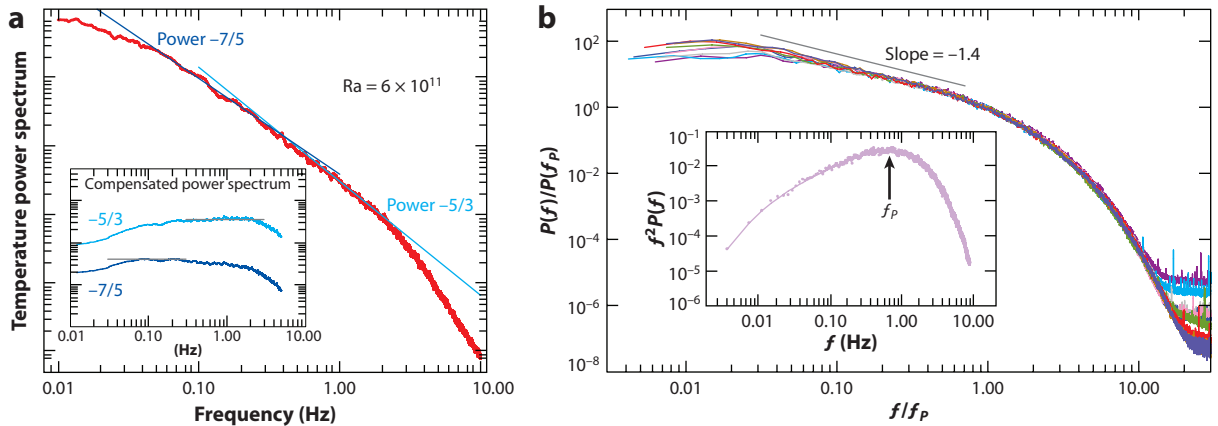 a
Temperature power spectrum
Power –7/5
Ra = 6 × 10¹¹
Power –5/3
Compensated power spectrum
–5/3
–7/5
0.01 0.10 1.00 10.00
(Hz)
0.01 0.10 1.00 10.00
Frequency (Hz)
b
P(f)/P(f_P)
10²
10⁰
10⁻²
10⁻⁴
10⁻⁶
10⁻⁸
Slope = –1.4
f²P(f)
10⁻¹
10⁻²
10⁻³
10⁻⁴
10⁻⁵
10⁻⁶
f_P
0.01 0.10 1.00 10.00
f (Hz)
0.01 0.10 1.00 10.00
f/f_P